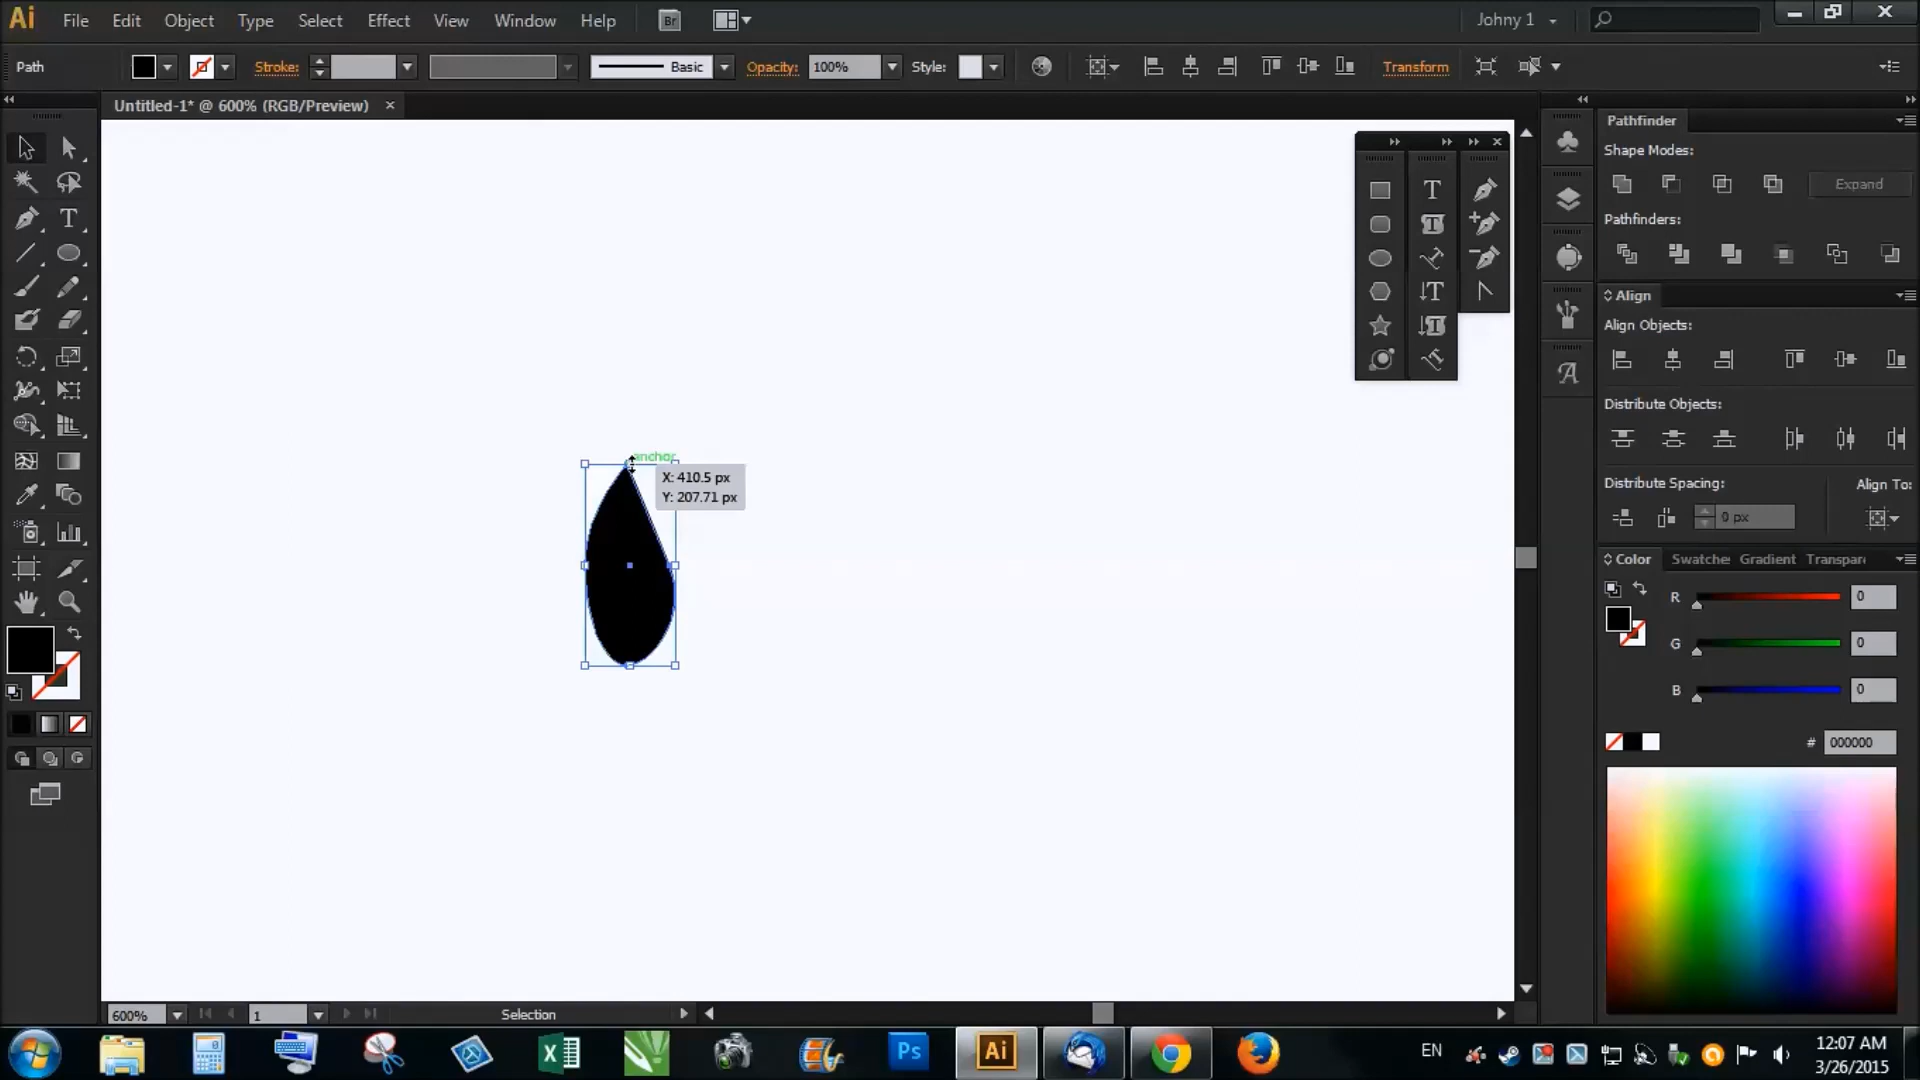 Ai File Edit Object Type Select Effect View Window Help Br Johny 1
Path Stroke: Basic Opacity: 100% Style: Transform
Untitled-1* @ 600% (RGB/Preview)
Pathfinder
Shape Modes:
Expand
Pathfinders:
Align
Align Objects:
Distribute Objects:
anchor
X: 410.5 px
Y: 207.71 px
Distribute Spacing: Align To:
0 px
Color Swatches Gradient Transpar
R 0
G 0
B 0
# 000000
600% 1 Selection
Ps Ai EN
12:07 AM
3/26/2015